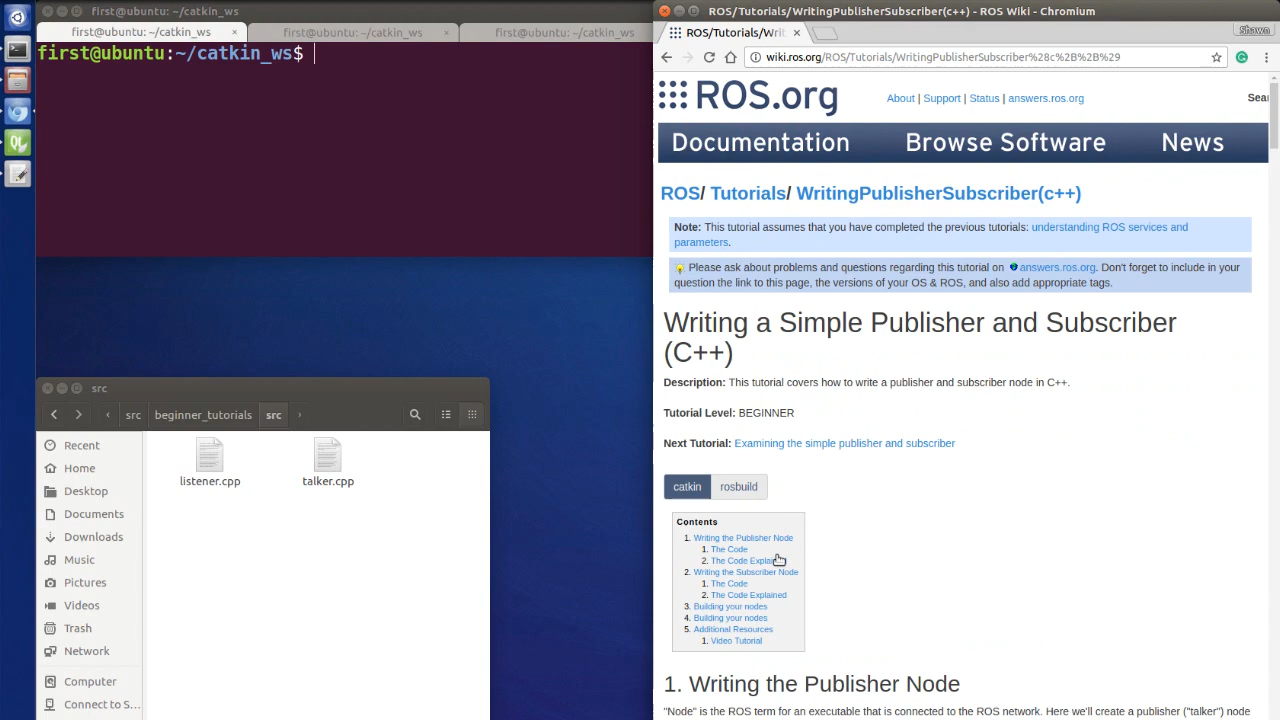 first@ubuntu: ~/catkin_ws
first@ubuntu: ~/catkin_ws ×
first@ubuntu: ~/catkin_ws ×
first@ubuntu: ~/catkin_ws
first@ubuntu:~/catkin_ws$
src
src
beginner_tutorials
src
Recent
Home
Desktop
Documents
Downloads
Music
Pictures
Videos
Trash
Network
Computer
Connect to S...
listener.cpp
talker.cpp
ROS/Tutorials/WritingPublisherSubscriber(c++) - ROS Wiki - Chromium
ROS/Tutorials/Writ ×
Shawn
wiki.ros.org/ROS/Tutorials/WritingPublisherSubscriber%28c%2B%2B%29
ROS.org
About | Support | Status | answers.ros.org
Sear
Documentation Browse Software News
ROS/ Tutorials/ WritingPublisherSubscriber(c++)
Note: This tutorial assumes that you have completed the previous tutorials: understanding ROS services and
parameters.
Please ask about problems and questions regarding this tutorial on answers.ros.org. Don't forget to include in your
question the link to this page, the versions of your OS & ROS, and also add appropriate tags.
Writing a Simple Publisher and Subscriber
(C++)
Description: This tutorial covers how to write a publisher and subscriber node in C++.
Tutorial Level: BEGINNER
Next Tutorial: Examining the simple publisher and subscriber
catkin rosbuild
Contents
1. Writing the Publisher Node
1. The Code
2. The Code Explained
2. Writing the Subscriber Node
1. The Code
2. The Code Explained
3. Building your nodes
4. Building your nodes
5. Additional Resources
1. Video Tutorial
1. Writing the Publisher Node
"Node" is the ROS term for an executable that is connected to the ROS network. Here we'll create a publisher ("talker") node